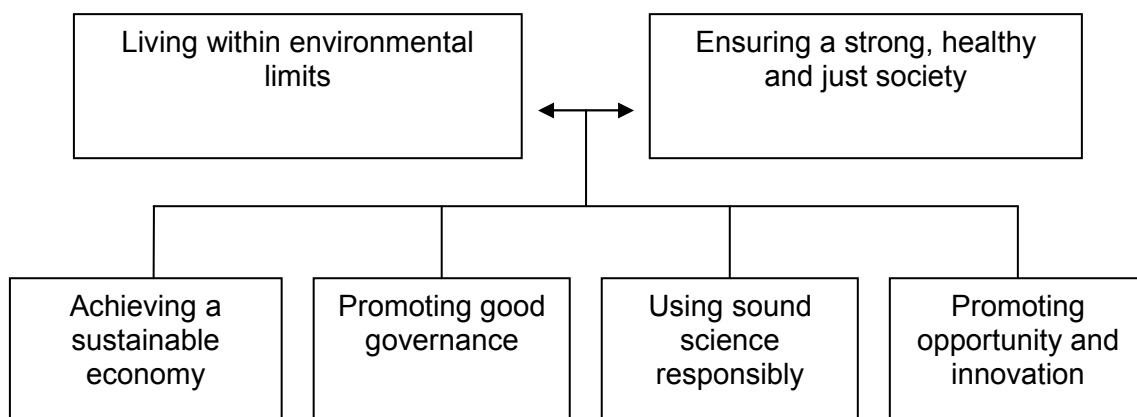 Living within environmental
limits
Ensuring a strong, healthy
and just society
Achieving a
sustainable
economy
Promoting good
governance
Using sound
science
responsibly
Promoting
opportunity and
innovation